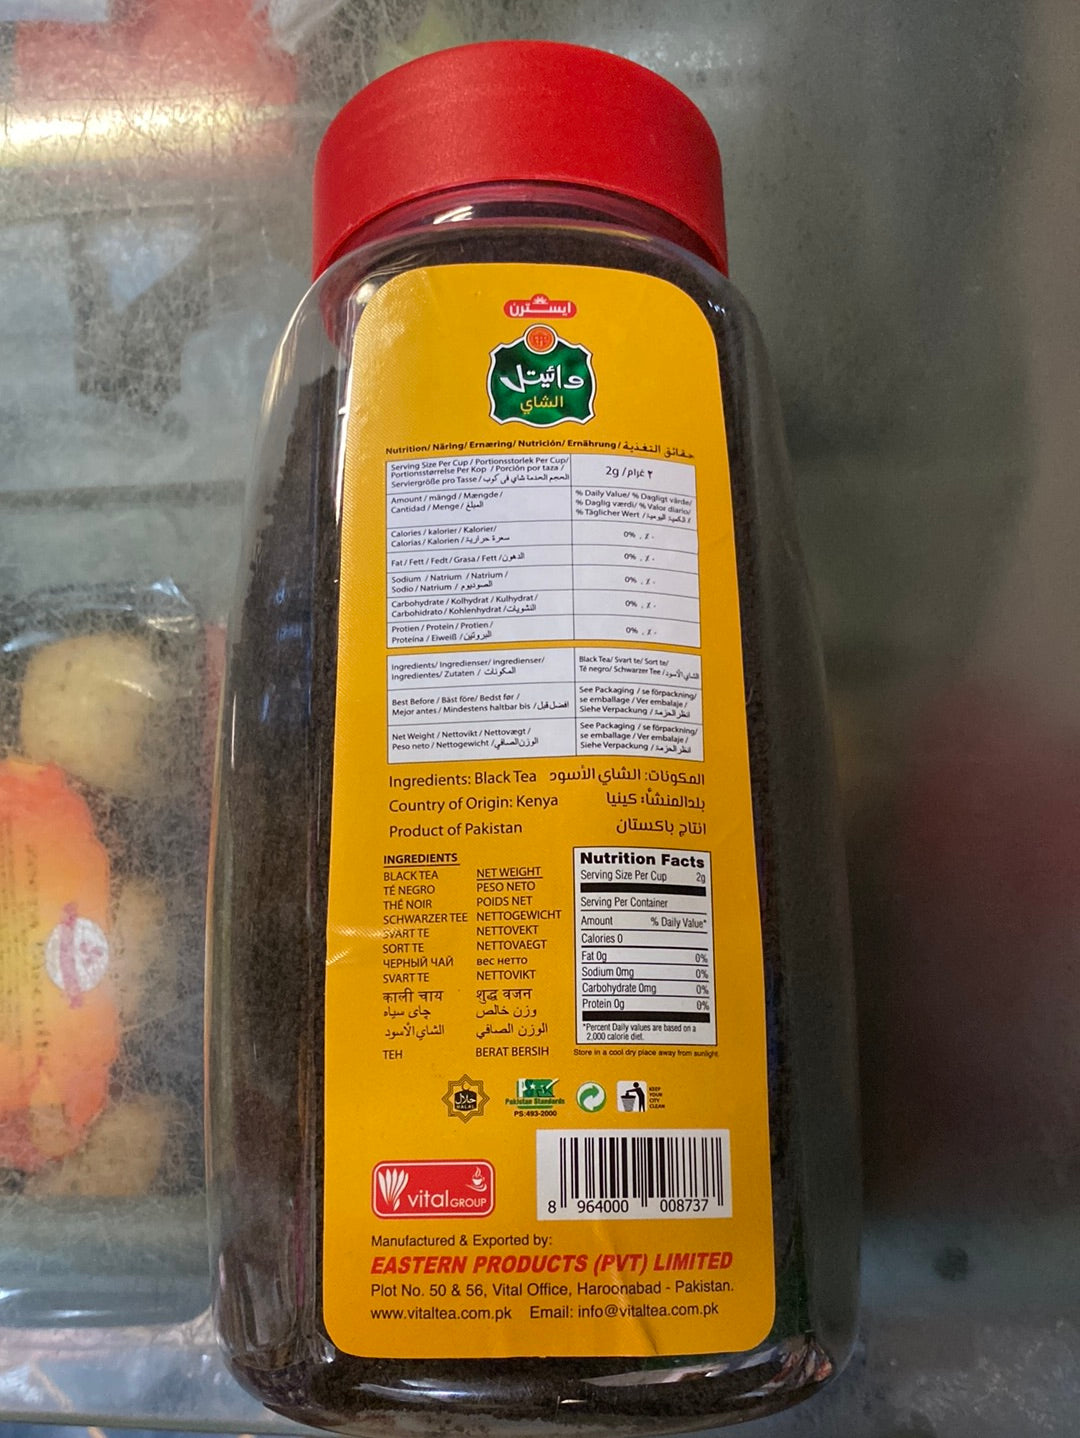 ايسترن
وائيتل
الشاي
Nutrition/ Näring/ Ernæring/ Nutrición/ Ernährung/ حقائق التغذية
Serving Size Per Cup / Portionsstorlek Per Cup/
Portionsstørrelse Per Kop / Porción por taza /
Serviergröße pro Tasse / الحجم الخدمة شاي في كوب
2g / ٢ غرام
Amount / mängd / Mængde /
Cantidad / Menge / المبلغ
% Daily Value/ % Dagligt värde/
% Daglig værdi/ % Valor diario/
% Täglicher Wert / الكمية اليومية /
Calories / kalorier / Kalorier/
Calorias / Kalorien / سعرة حرارية
0% . ٪ ٠
Fat / Fett / Fedt / Grasa / Fett / الدهون
0% . ٪ ٠
Sodium / Natrium / Natrium /
Sodio / Natrium / الصوديوم
0% . ٪ ٠
Carbohydrate / Kolhydrat / Kulhydrat /
Carbohidrato / Kohlenhydrat / النشويات
0% . ٪ ٠
Protien / Protein / Protien /
Proteina / Eiweiß / البروتين
0% . ٪ ٠
Ingredients/ Ingredienser/ ingredienser/
Ingredientes/ Zutaten / المكونات
Black Tea/ Svart te/ Sort te/
Té negro/ Schwarzer Tee / الشاي الأسود
Best Before / Bäst före/ Bedst før /
Mejor antes / Mindestens haltbar bis / افضل قبل
See Packaging / se förpackning/
se emballage / Ver embalaje /
Siehe Verpackung / انظر الحزمة
Net Weight / Nettovikt / Nettovægt /
Peso neto / Nettogewicht / الوزن الصافي
See Packaging / se förpackning/
se emballage / Ver embalaje /
Siehe Verpackung / انظر الحزمة
Ingredients: Black Tea المكونات: الشاي الأسود
Country of Origin: Kenya بلدالمنشأ: كينيا
Product of Pakistan انتاج باكستان
INGREDIENTS
BLACK TEA
TÉ NEGRO
THÉ NOIR
SCHWARZER TEE
SVART TE
SORT TE
ЧЕРНЫЙ ЧАЙ
SVART TE
काली चाय
چاي سياه
الشاي الأسود
TEH
NET WEIGHT
PESO NETO
POIDS NET
NETTOGEWICHT
NETTOVEKT
NETTOVAEGT
вес нетто
NETTOVIKT
शुद्ध वजन
وزن خالص
الوزن الصافي
BERAT BERSIH
Nutrition Facts
Serving Size Per Cup 2g
Serving Per Container
Amount % Daily Value*
Calories 0
Fat 0g 0%
Sodium 0mg 0%
Carbohydrate 0mg 0%
Protein 0g 0%
*Percent Daily values are based on a
2,000 calorie diet.
Store in a cool dry place away from sunlight
حلال
HALAL
Pakistan Standards
PS:493-2000
KEEP
YOUR
CITY
CLEAN
vital GROUP
8 964000 008737
Manufactured & Exported by:
EASTERN PRODUCTS (PVT) LIMITED
Plot No. 50 & 56, Vital Office, Haroonabad - Pakistan.
www.vitaltea.com.pk Email: info@vitaltea.com.pk